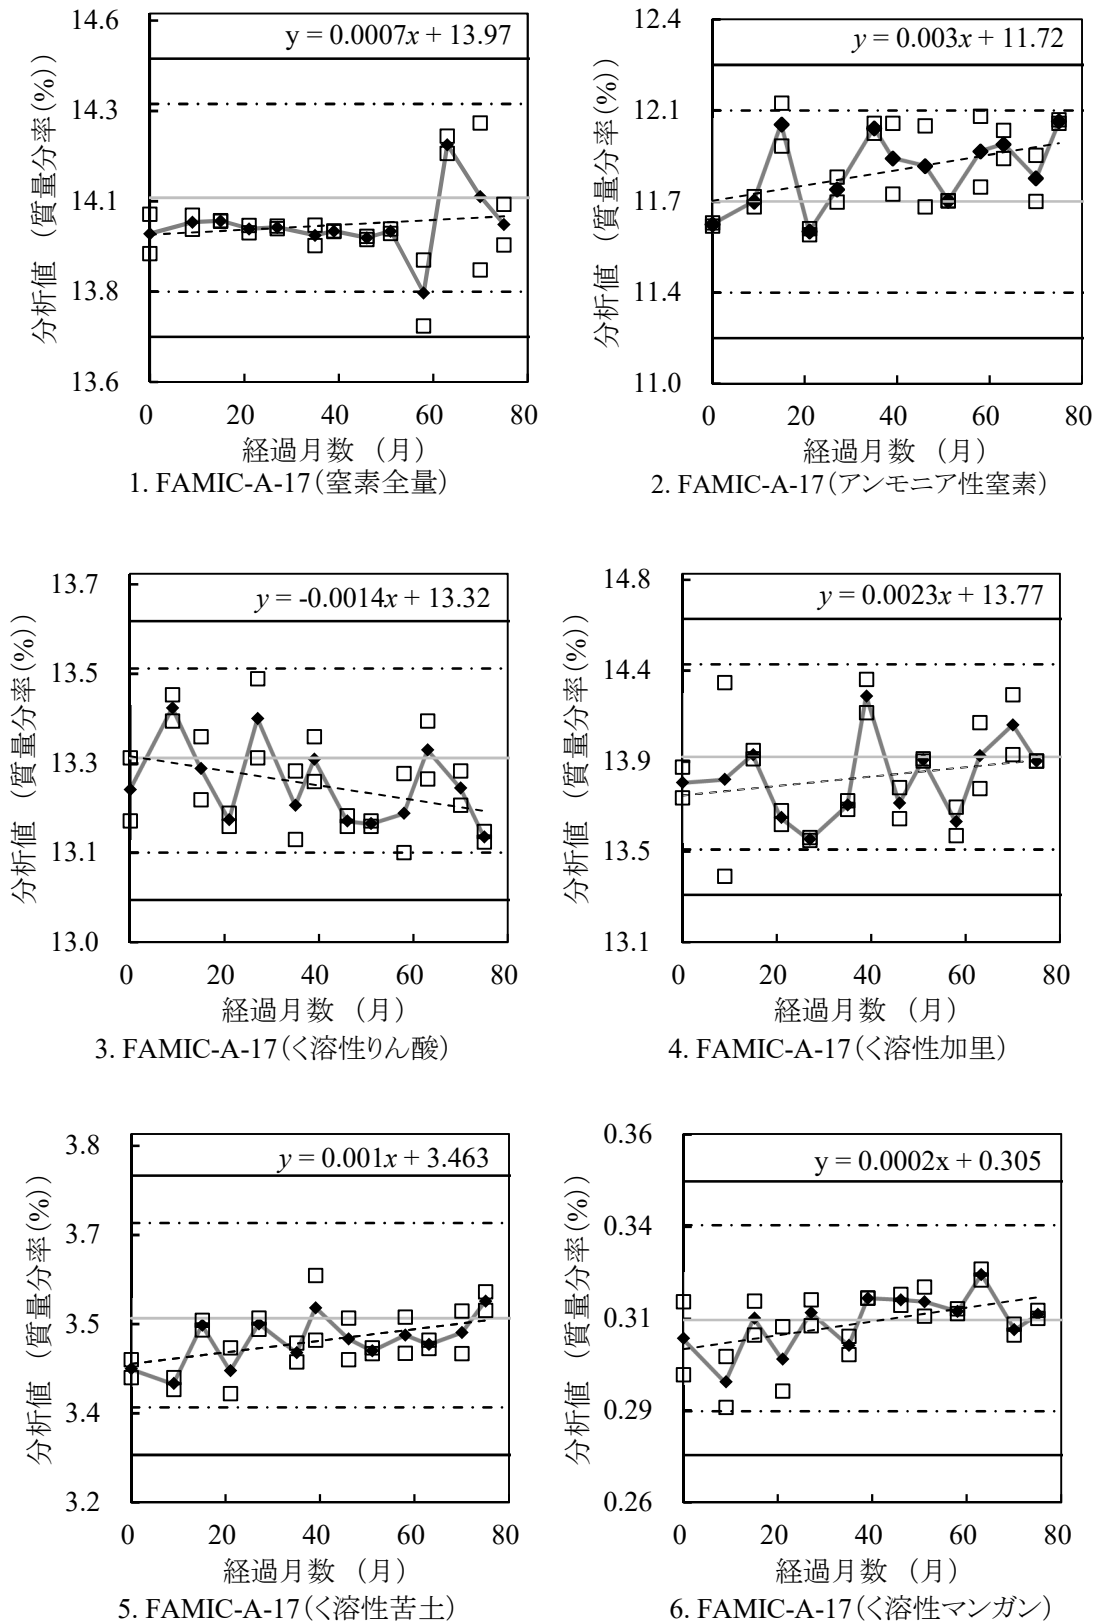 y = 0.0007x + 13.97
14.6
14.3
14.1
13.8
13.6
分析値 (質量分率(%))
0 20 40 60 80
経過月数 (月)
1. FAMIC-A-17(窒素全量)
y = 0.003x + 11.72
12.4
12.1
11.7
11.4
11.0
分析値 (質量分率(%))
0 20 40 60 80
経過月数 (月)
2. FAMIC-A-17(アンモニア性窒素)
y = -0.0014x + 13.32
13.7
13.5
13.3
13.1
13.0
分析値 (質量分率(%))
0 20 40 60 80
経過月数 (月)
3. FAMIC-A-17(く溶性りん酸)
y = 0.0023x + 13.77
14.8
14.4
13.9
13.5
13.1
分析値 (質量分率(%))
0 20 40 60 80
経過月数 (月)
4. FAMIC-A-17(く溶性加里)
y = 0.001x + 3.463
3.8
3.7
3.5
3.4
3.2
分析値 (質量分率(%))
0 20 40 60 80
経過月数 (月)
5. FAMIC-A-17(く溶性苦土)
y = 0.0002x + 0.305
0.36
0.34
0.31
0.29
0.26
分析値 (質量分率(%))
0 20 40 60 80
経過月数 (月)
6. FAMIC-A-17(く溶性マンガン)